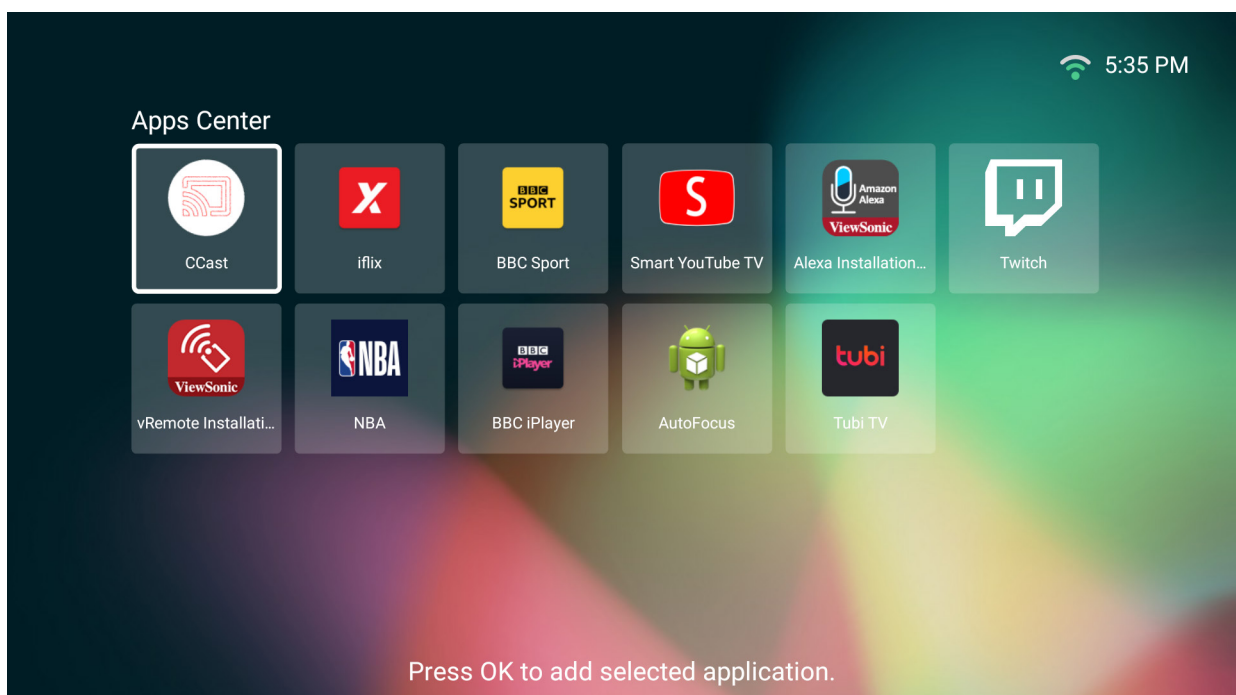 5:35 PM
Apps Center
X
BBC
SPORT
S
Amazon
Alexa
ViewSonic
CCast
iflix
BBC Sport
Smart YouTube TV
Alexa Installation...
Twitch
ViewSonic
NBA
BBC
iPlayer
tubi
vRemote Installati...
NBA
BBC iPlayer
AutoFocus
Tubi TV
Press OK to add selected application.